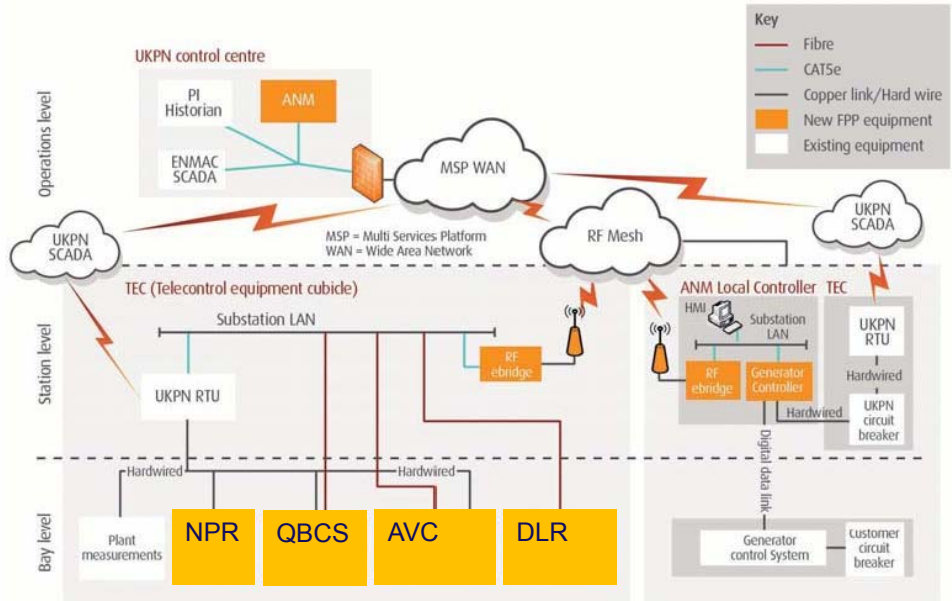 Key
Fibre
CAT5e
Copper link/Hard wire
New FPP equipment
Existing equipment
Operations level
UKPN control centre
PI
Historian
ANM
ENMAC
SCADA
MSP WAN
UKPN
SCADA
MSP = Multi Services Platform
WAN = Wide Area Network
RF Mesh
UKPN
SCADA
Station level
TEC (Telecontrol equipment cubicle)
Substation LAN
UKPN RTU
RF
ebridge
ANM Local Controller
HMI
Substation
LAN
RF
ebridge
Generator
Controller
TEC
UKPN
RTU
Hardwired
Hardwired
UKPN
circuit
breaker
Digital data link
Bay level
Hardwired
Hardwired
Plant
measurements
NPR
QBCS
AVC
DLR
Generator
control System
Customer
circuit
breaker